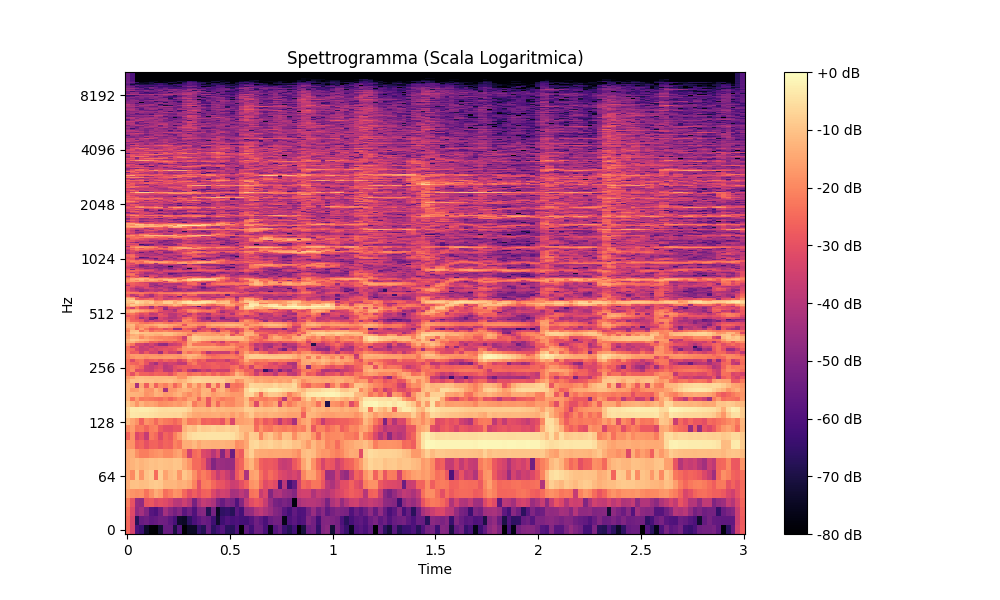 Spettrogramma (Scala Logaritmica)
8192
4096
2048
1024
512
256
128
64
0
Hz
0
0.5
1
1.5
2
2.5
3
Time
+0 dB
-10 dB
-20 dB
-30 dB
-40 dB
-50 dB
-60 dB
-70 dB
-80 dB